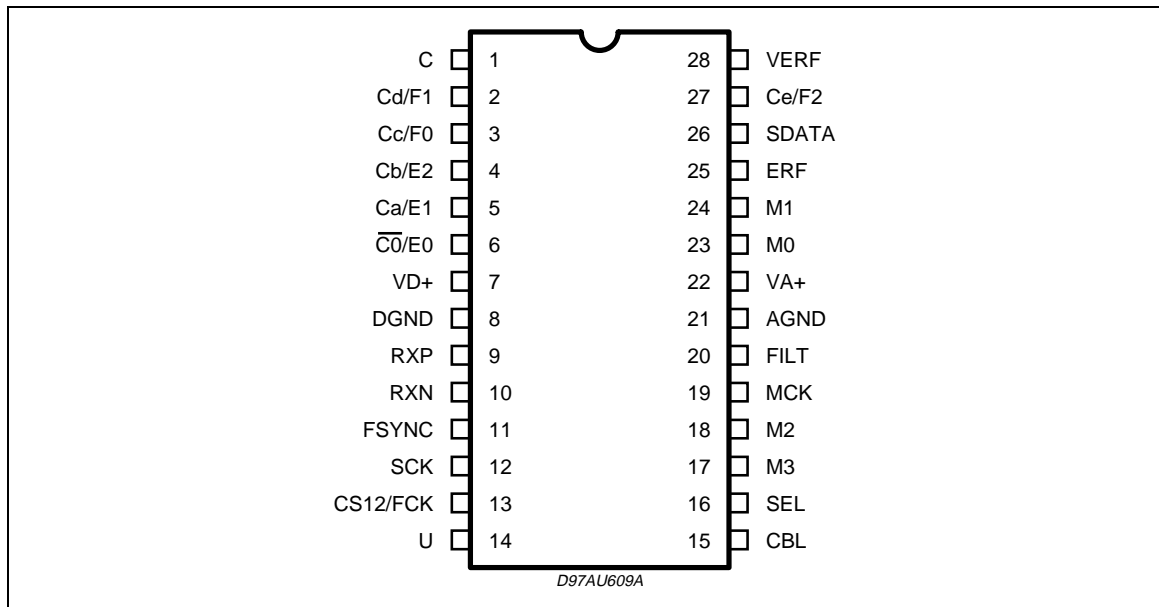 C 1 28 VERF
Cd/F1 2 27 Ce/F2
Cc/F0 3 26 SDATA
Cb/E2 4 25 ERF
Ca/E1 5 24 M1
C̅0̅/E0 6 23 M0
VD+ 7 22 VA+
DGND 8 21 AGND
RXP 9 20 FILT
RXN 10 19 MCK
FSYNC 11 18 M2
SCK 12 17 M3
CS12/FCK 13 16 SEL
U 14 15 CBL
D97AU609A